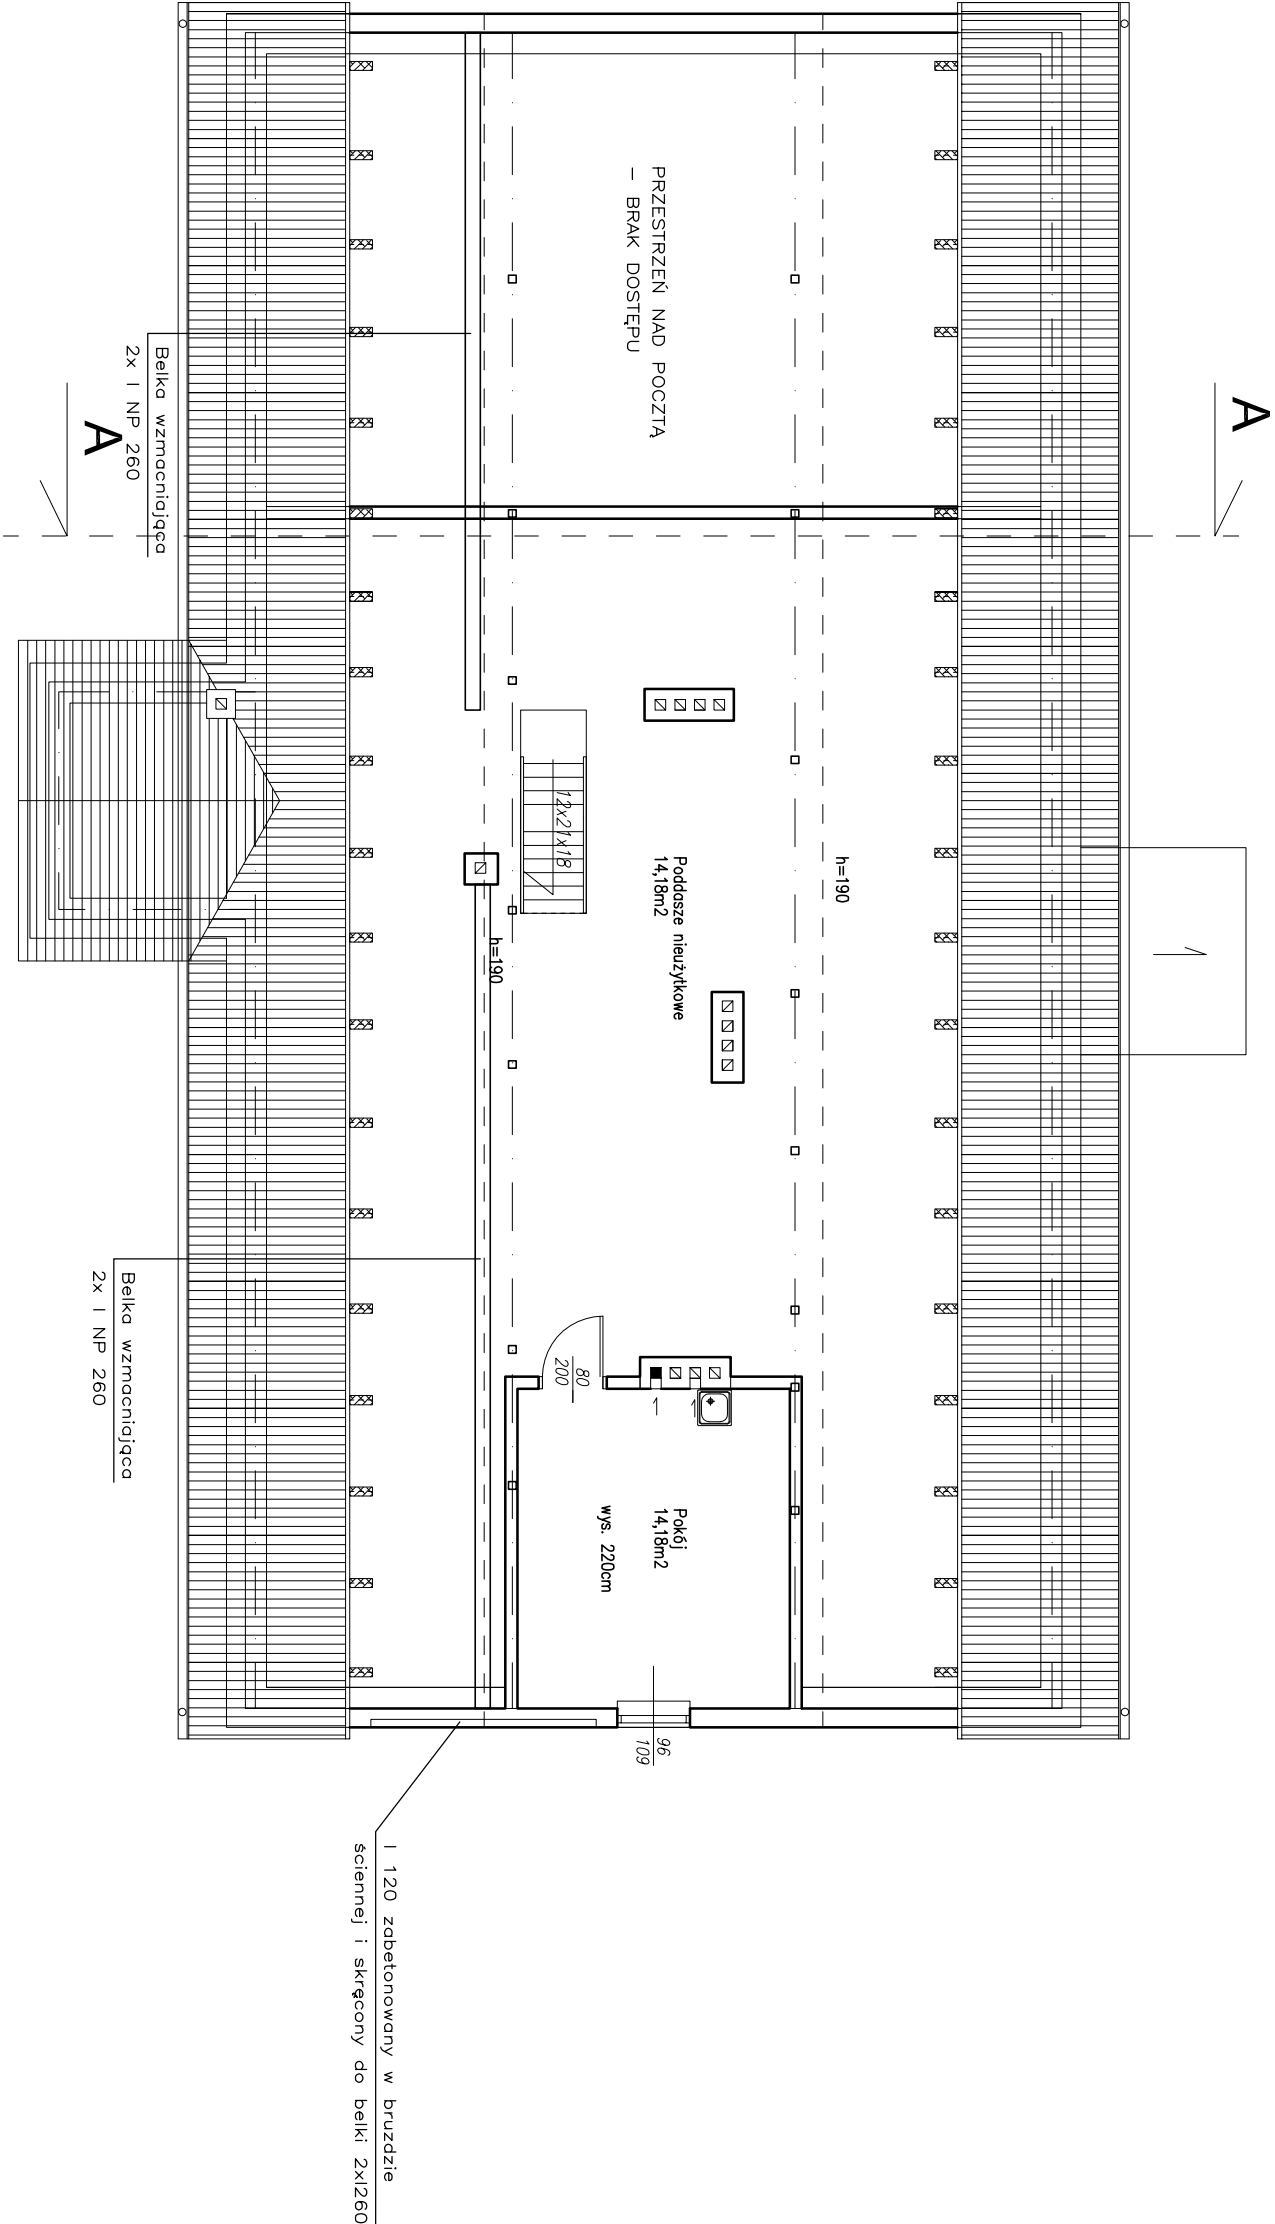 A
A
PRZESTRZEŃ NAD POCZTĄ
– BRAK DOSTĘPU
Belka wzmacniająca
2x I NP 260
h=190
12x21x18
Poddasze nieużytkowe
14,18m2
h=190
Belka wzmacniająca
2x I NP 260
80
200
Pokój
14,18m2
wys. 220cm
96
109
I 120 zabetonowany w bruzdzie
ściennej i skręcony do belki 2xI260